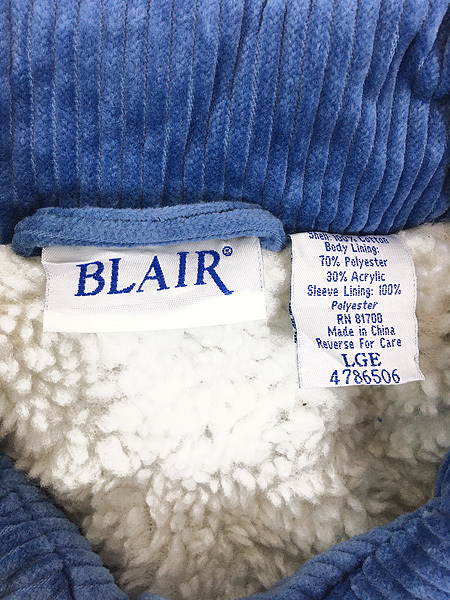 BLAIR®
Shell: 100% Cotton
Body Lining:
70% Polyester
30% Acrylic
Sleeve Lining: 100%
Polyester
RN 81700
Made in China
Reverse For Care
LGE
4786506